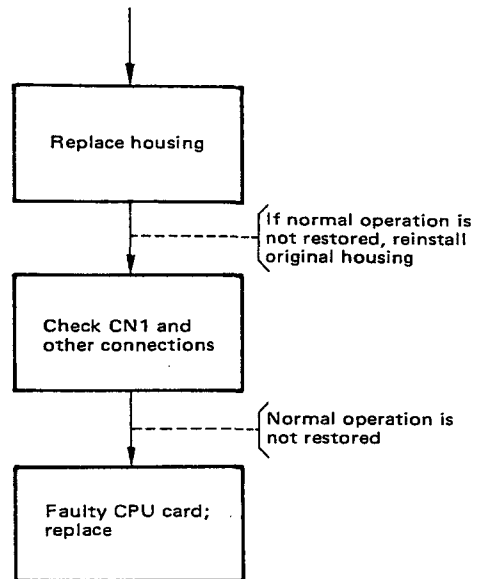 Replace housing
If normal operation is
not restored, reinstall
original housing
Check CN1 and
other connections
Normal operation is
not restored
Faulty CPU card;
replace